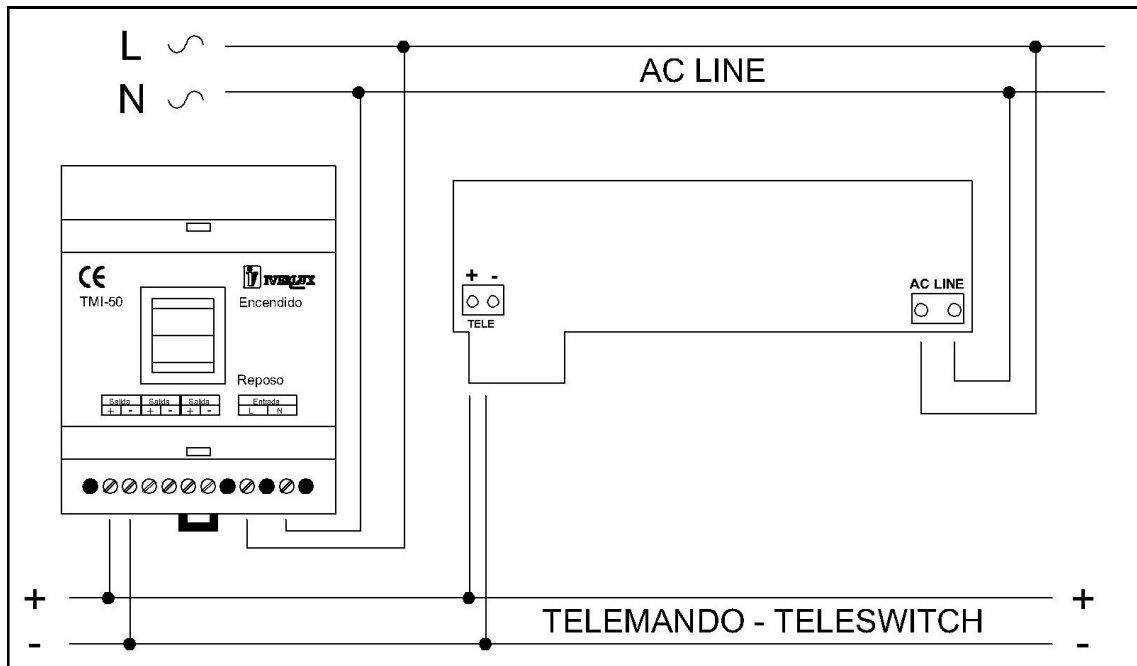 L
AC LINE
N
CE
IVERLUX
TMI-50
Encendido
Reposo
Salida Salida Salida Entrada
+ - + - + - L N
+ -
TELE
AC LINE
+ +
TELEMANDO - TELESWITCH
- -